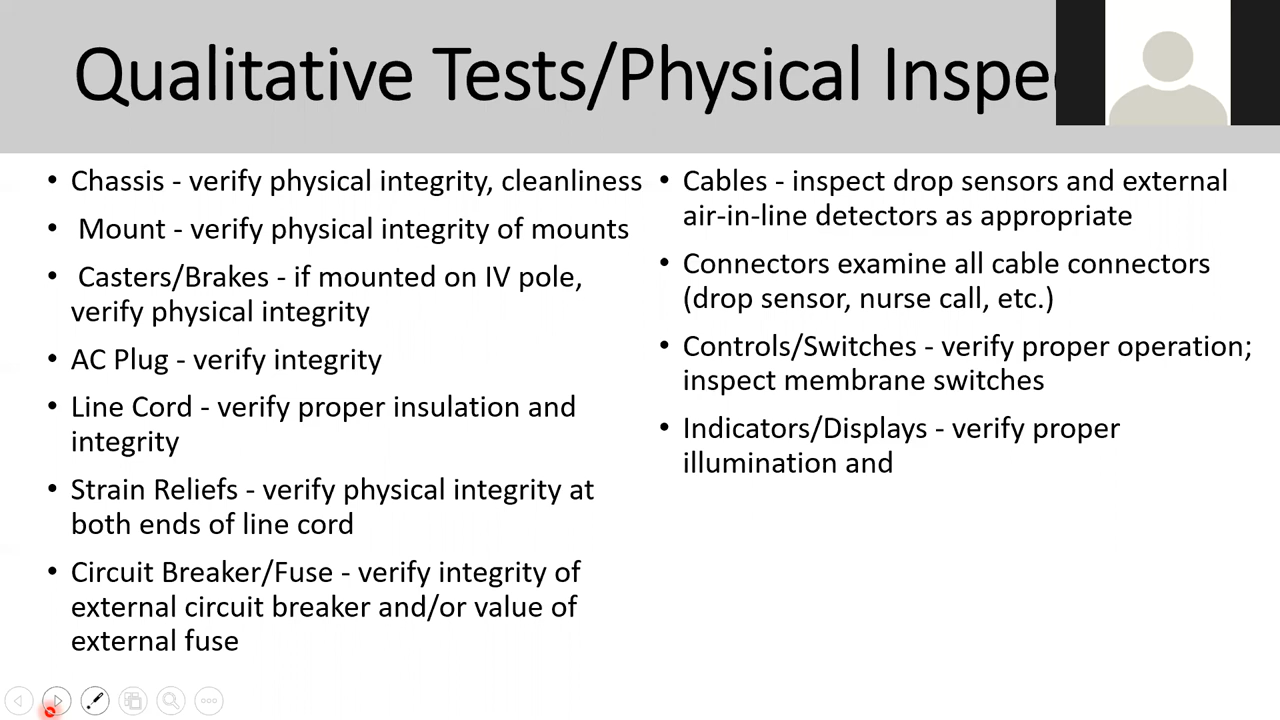 Qualitative Tests/Physical Inspe
• Chassis - verify physical integrity, cleanliness
• Mount - verify physical integrity of mounts
• Casters/Brakes - if mounted on IV pole,
verify physical integrity
• AC Plug - verify integrity
• Line Cord - verify proper insulation and
integrity
• Strain Reliefs - verify physical integrity at
both ends of line cord
• Circuit Breaker/Fuse - verify integrity of
external circuit breaker and/or value of
external fuse
• Cables - inspect drop sensors and external
air-in-line detectors as appropriate
• Connectors examine all cable connectors
(drop sensor, nurse call, etc.)
• Controls/Switches - verify proper operation;
inspect membrane switches
• Indicators/Displays - verify proper
illumination and